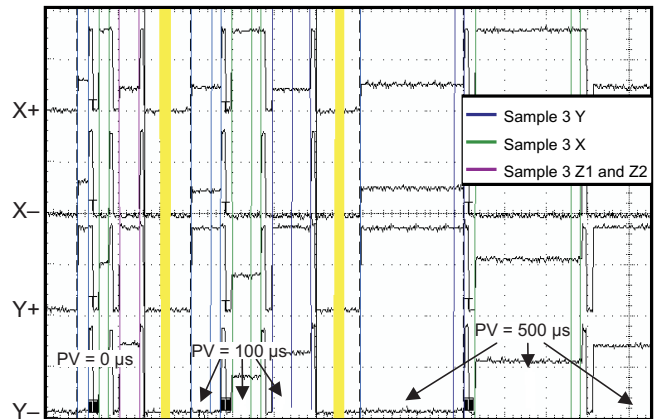 X+
Sample 3 Y
Sample 3 X
Sample 3 Z1 and Z2
X–
Y+
PV = 0 μs
PV = 100 μs
PV = 500 μs
Y–